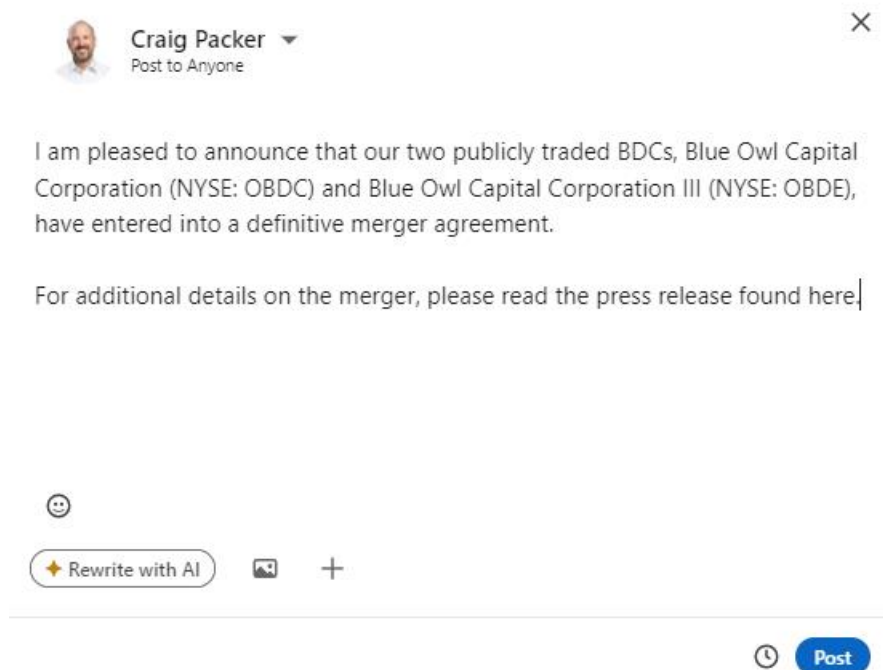 Craig Packer
Post to Anyone
I am pleased to announce that our two publicly traded BDCs, Blue Owl Capital
Corporation (NYSE: OBDC) and Blue Owl Capital Corporation III (NYSE: OBDE),
have entered into a definitive merger agreement.
For additional details on the merger, please read the press release found here.
Rewrite with AI
Post